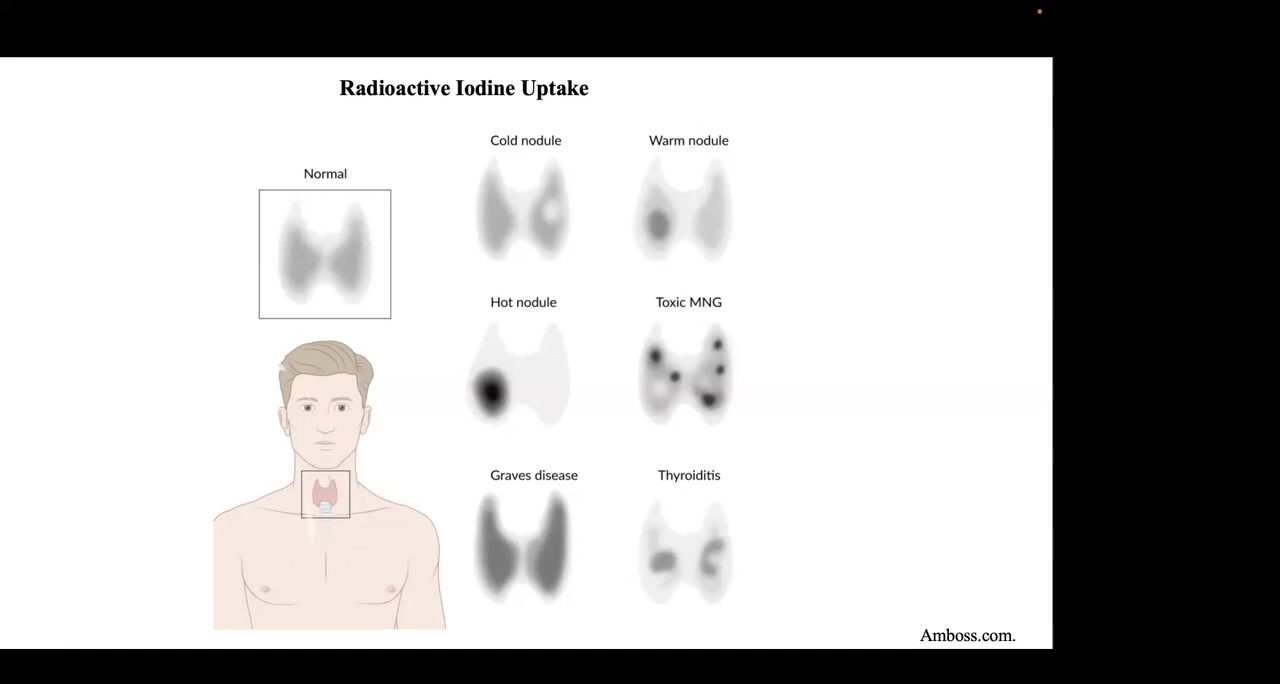 Radioactive Iodine Uptake
Normal
Cold nodule
Warm nodule
Hot nodule
Toxic MNG
Graves disease
Thyroiditis
Amboss.com.